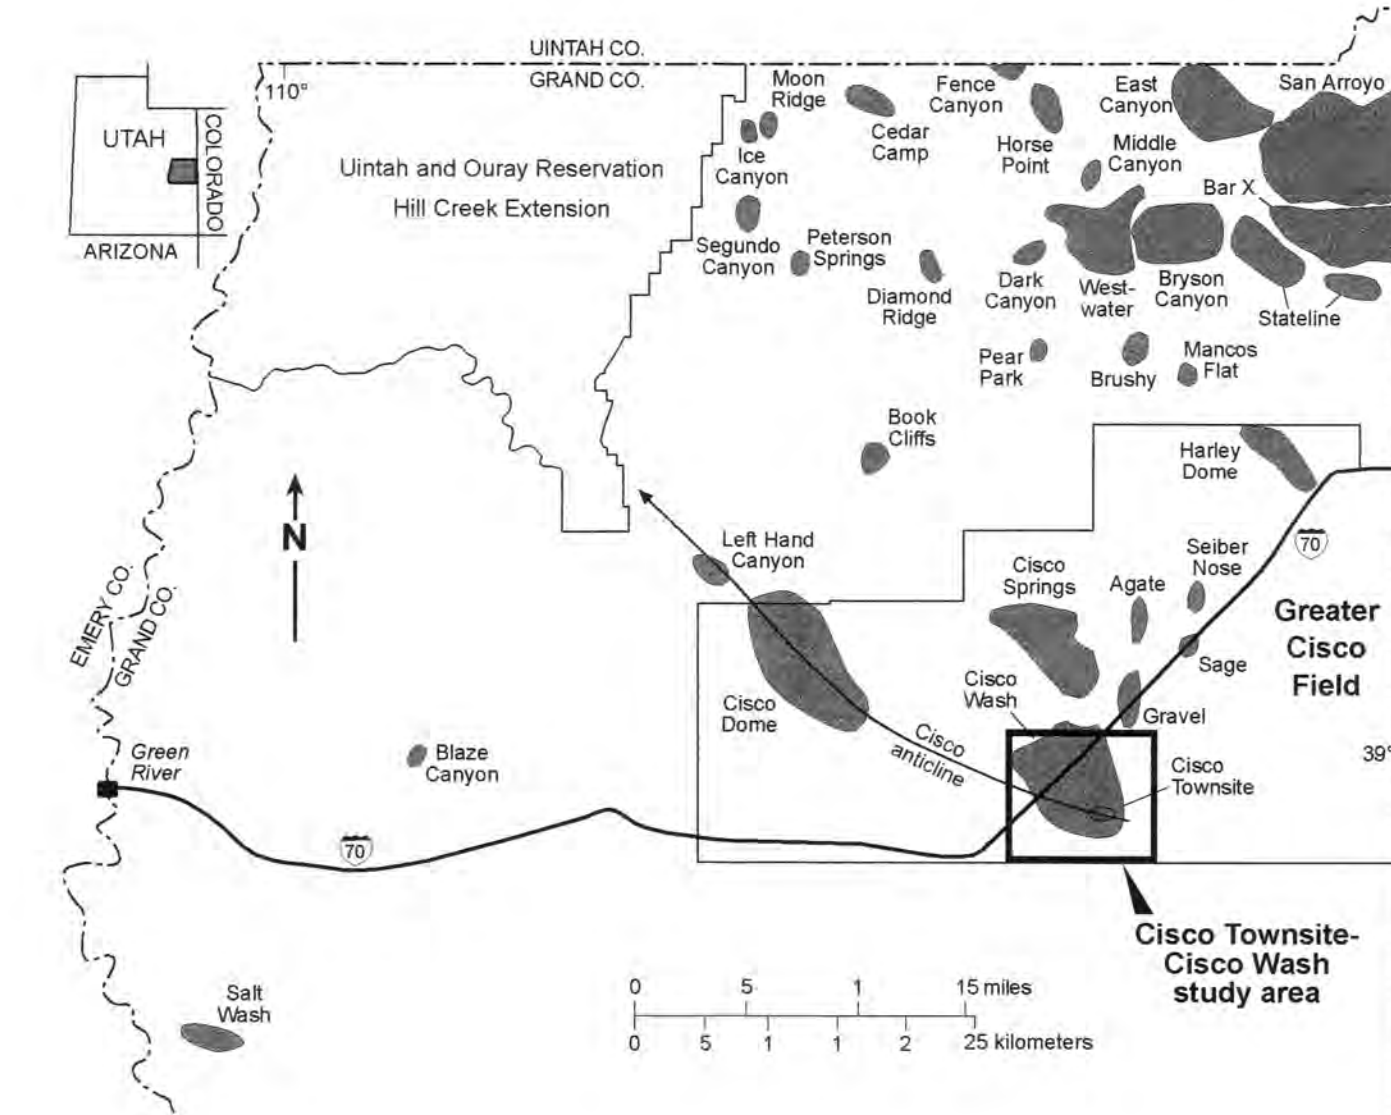 UINTAH CO.
GRAND CO.
110°
UTAH
COLORADO
ARIZONA
Uintah and Ouray Reservation
Hill Creek Extension
Moon
Ridge
Ice
Canyon
Cedar
Camp
Fence
Canyon
Horse
Point
East
Canyon
San Arroyo
Middle
Canyon
Bar X
Segundo
Canyon
Peterson
Springs
Diamond
Ridge
Dark
Canyon
West-
water
Bryson
Canyon
Stateline
Pear
Park
Brushy
Mancos
Flat
Book
Cliffs
Harley
Dome
N
70
Left Hand
Canyon
Cisco
Springs
Agate
Seiber
Nose
Greater
Cisco
Field
EMERY CO.
GRAND CO.
Sage
Cisco
Dome
Cisco
Wash
Gravel
Cisco
anticline
Cisco
Townsite
39°
Green
River
Blaze
Canyon
70
Cisco Townsite-
Cisco Wash
study area
Salt
Wash
0 5 1 15 miles
0 5 1 1 2 25 kilometers